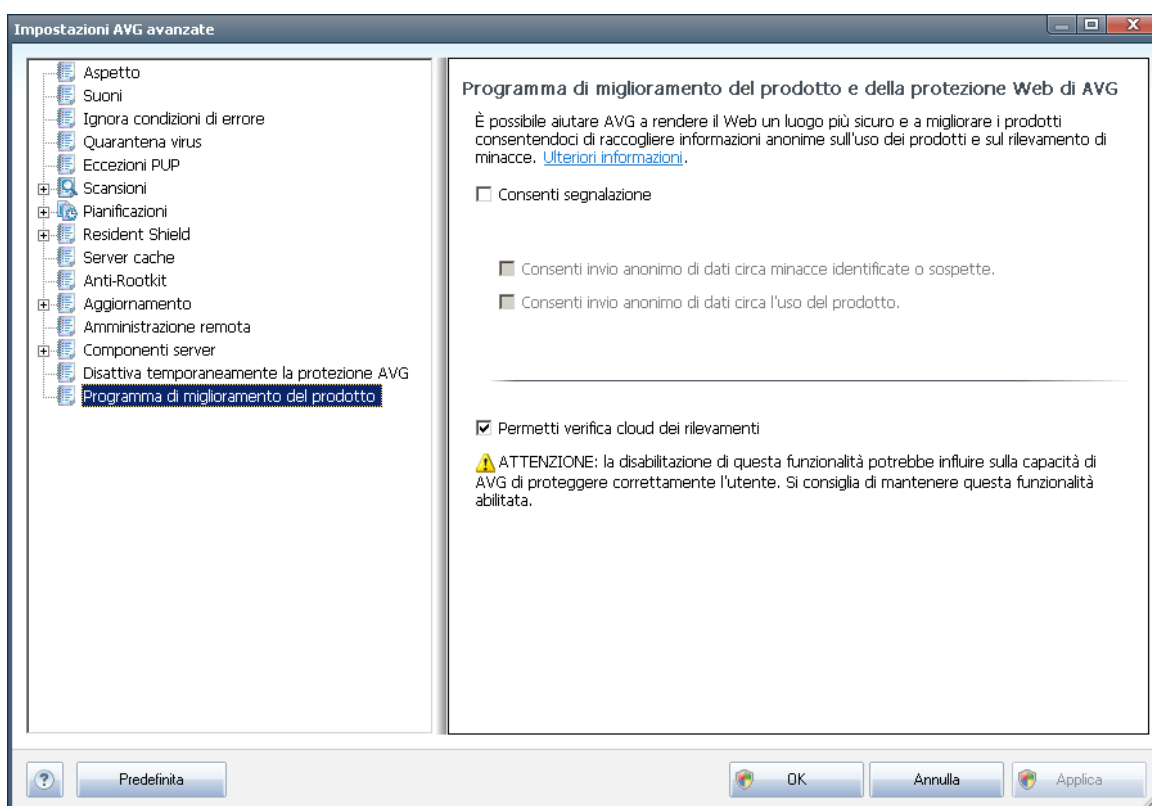 Impostazioni AVG avanzate
Aspetto
Suoni
Ignora condizioni di errore
Quarantena virus
Eccezioni PUP
Scansioni
Pianificazioni
Resident Shield
Server cache
Anti-Rootkit
Aggiornamento
Amministrazione remota
Componenti server
Disattiva temporaneamente la protezione AVG
Programma di miglioramento del prodotto
Programma di miglioramento del prodotto e della protezione Web di AVG
È possibile aiutare AVG a rendere il Web un luogo più sicuro e a migliorare i prodotti
consentendoci di raccogliere informazioni anonime sull'uso dei prodotti e sul rilevamento di
minacce. Ulteriori informazioni.
Consenti segnalazione
Consenti invio anonimo di dati circa minacce identificate o sospette.
Consenti invio anonimo di dati circa l'uso del prodotto.
Permetti verifica cloud dei rilevamenti
ATTENZIONE: la disabilitazione di questa funzionalità potrebbe influire sulla capacità di
AVG di proteggere correttamente l'utente. Si consiglia di mantenere questa funzionalità
abilitata.
? Predefinita OK Annulla Applica